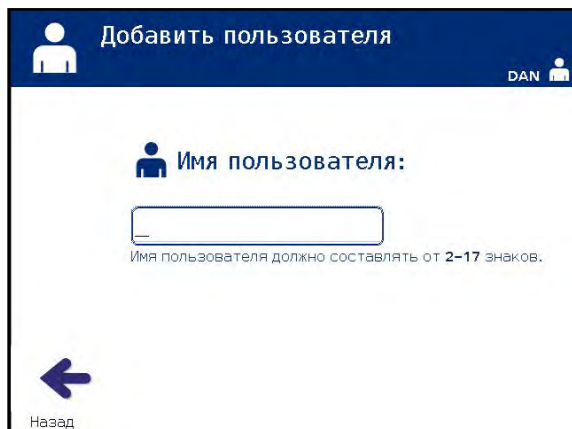 Добавить пользователя
DAN
Имя пользователя:
_
Имя пользователя должно составлять от 2-17 знаков.
Назад